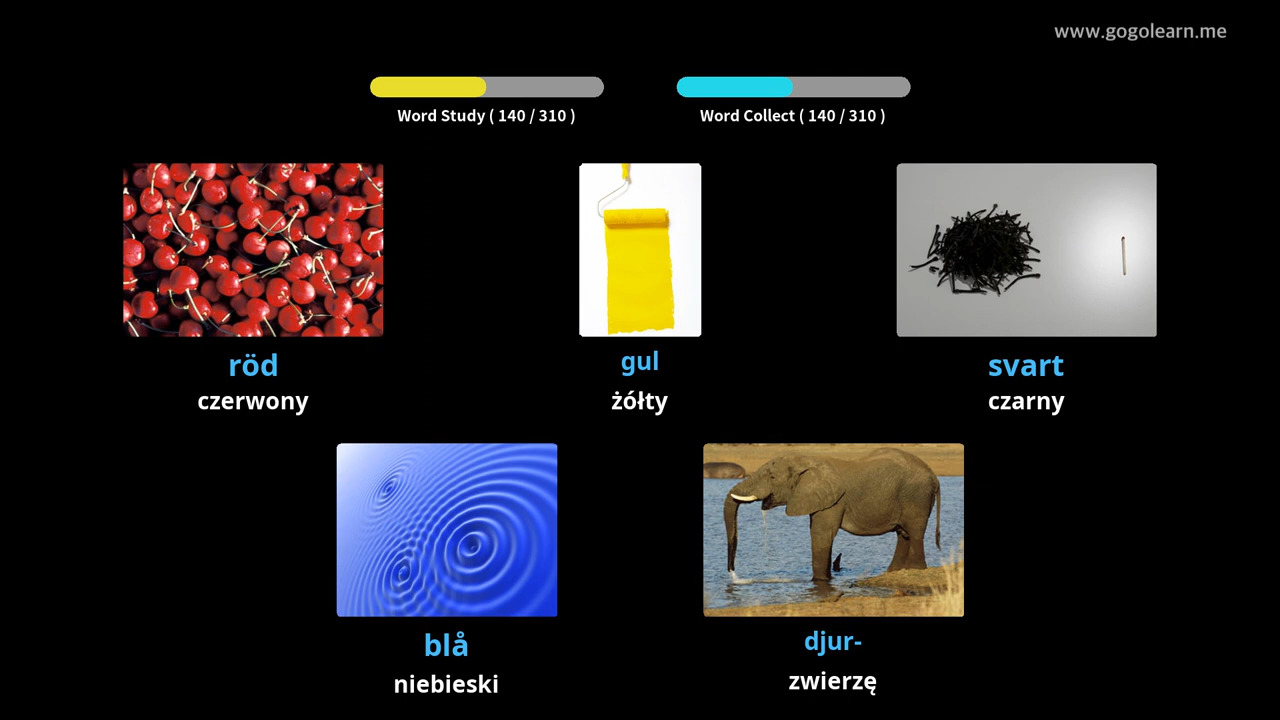 www.gogolearn.me
Word Study ( 140 / 310 )
Word Collect ( 140 / 310 )
röd
czerwony
gul
żółty
svart
czarny
blå
niebieski
djur-
zwierzę